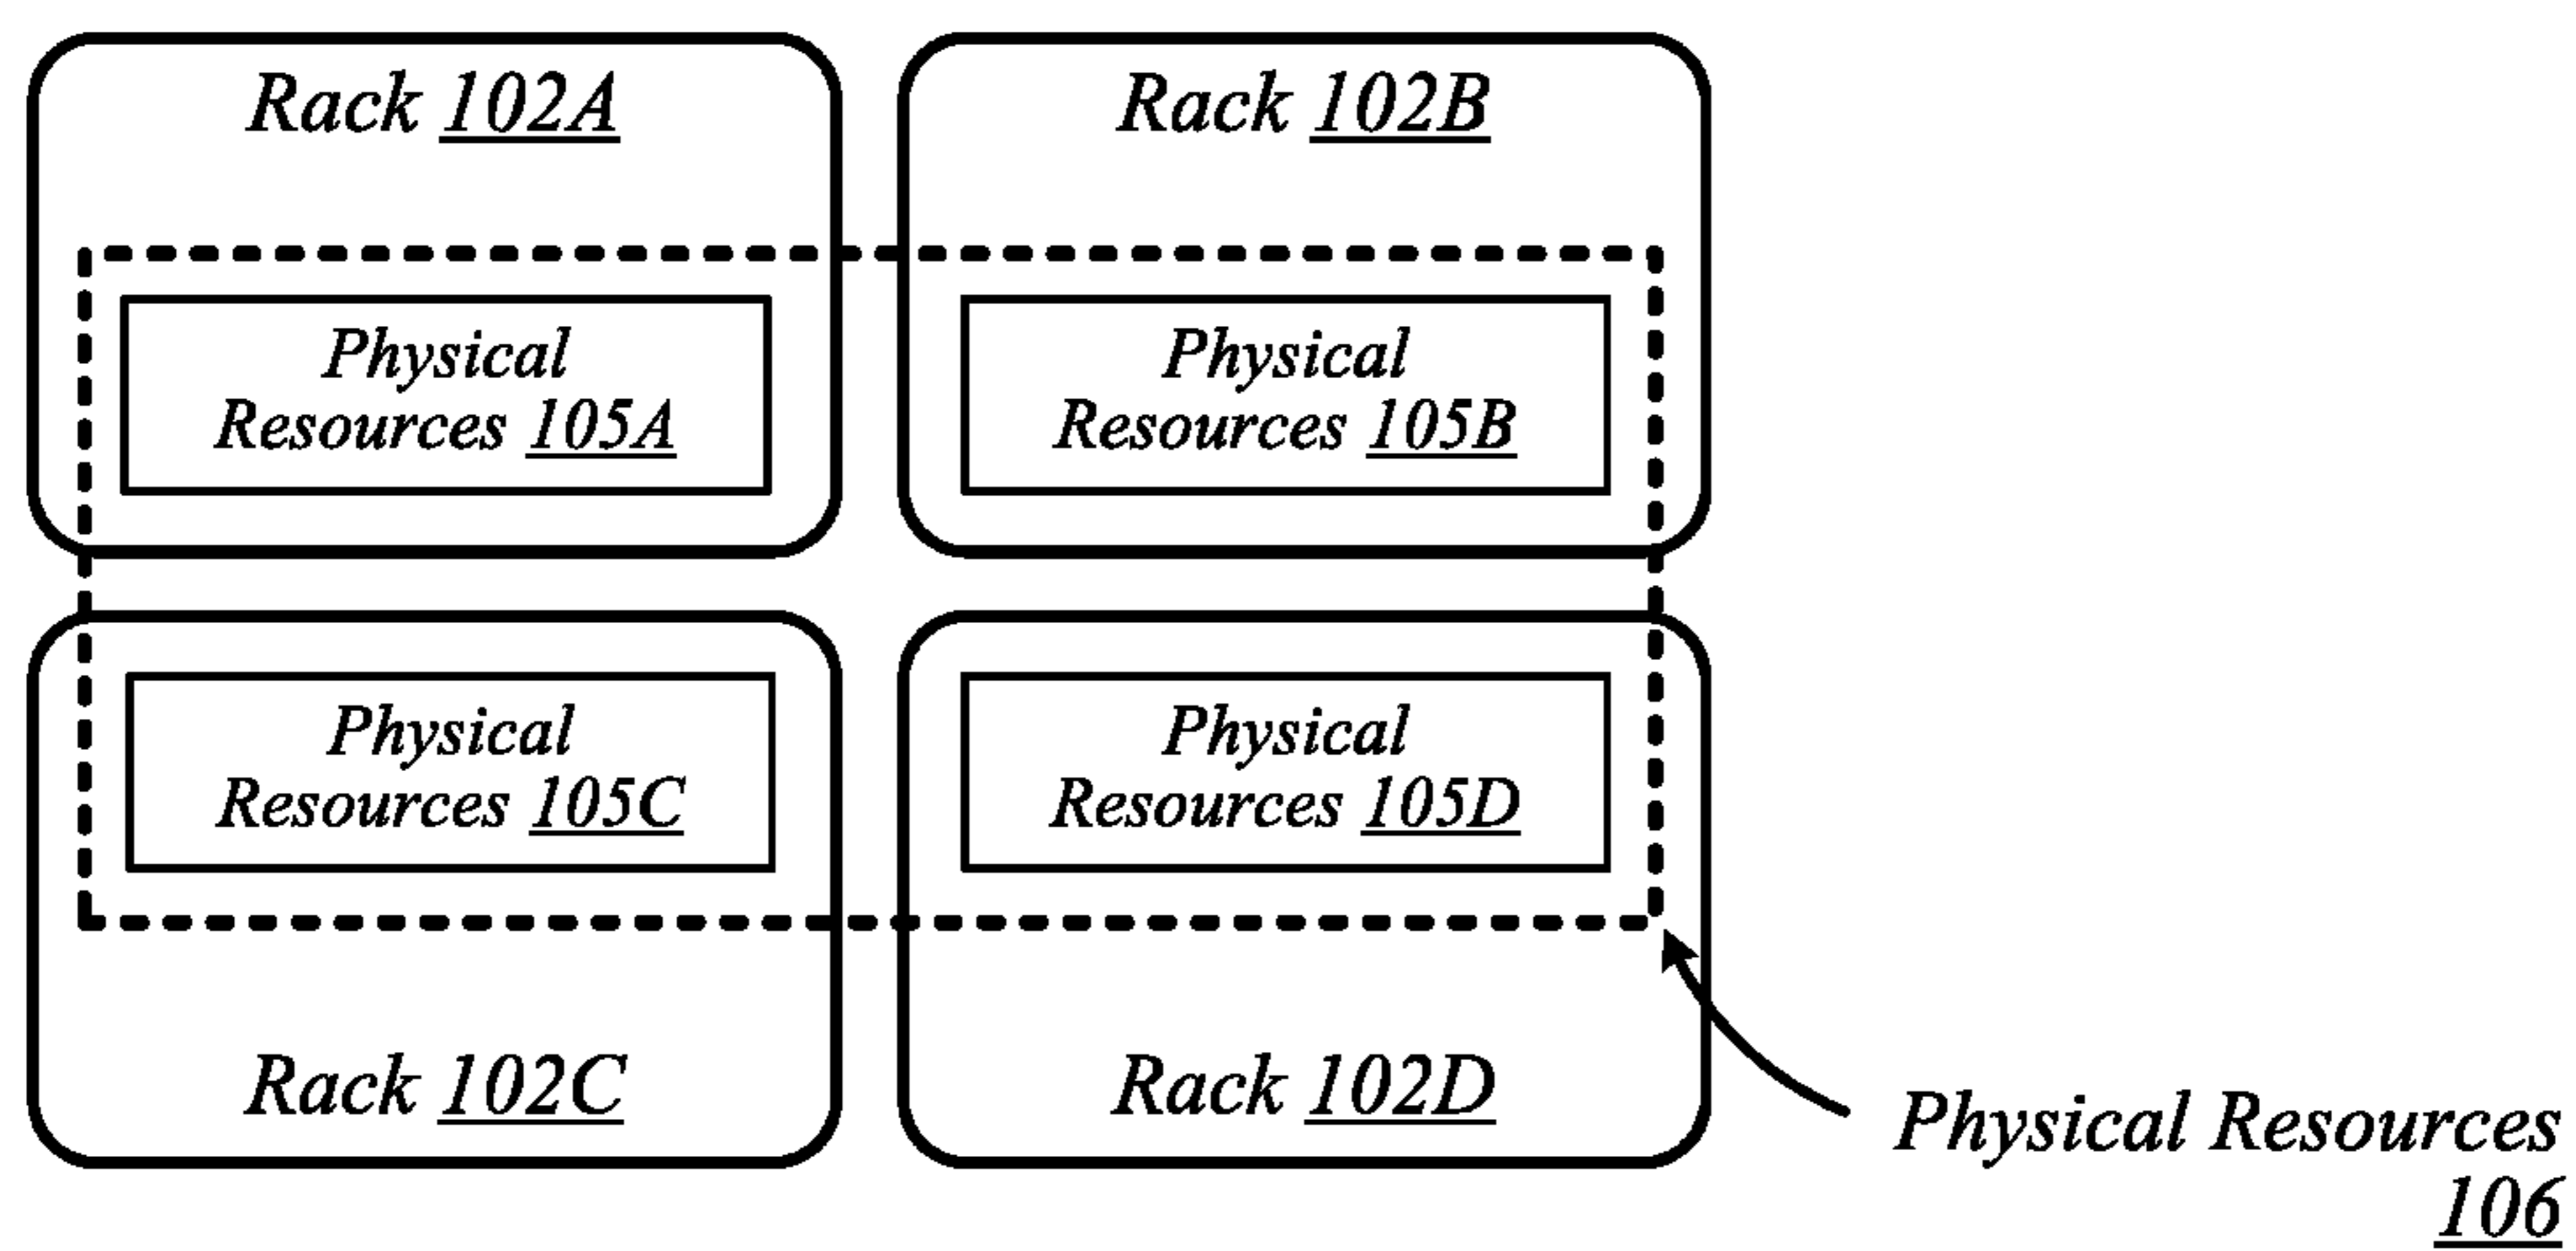 Rack 102A
Rack 102B
Physical
Resources 105A
Physical
Resources 105B
Physical
Resources 105C
Physical
Resources 105D
Rack 102C
Rack 102D
Physical Resources
106